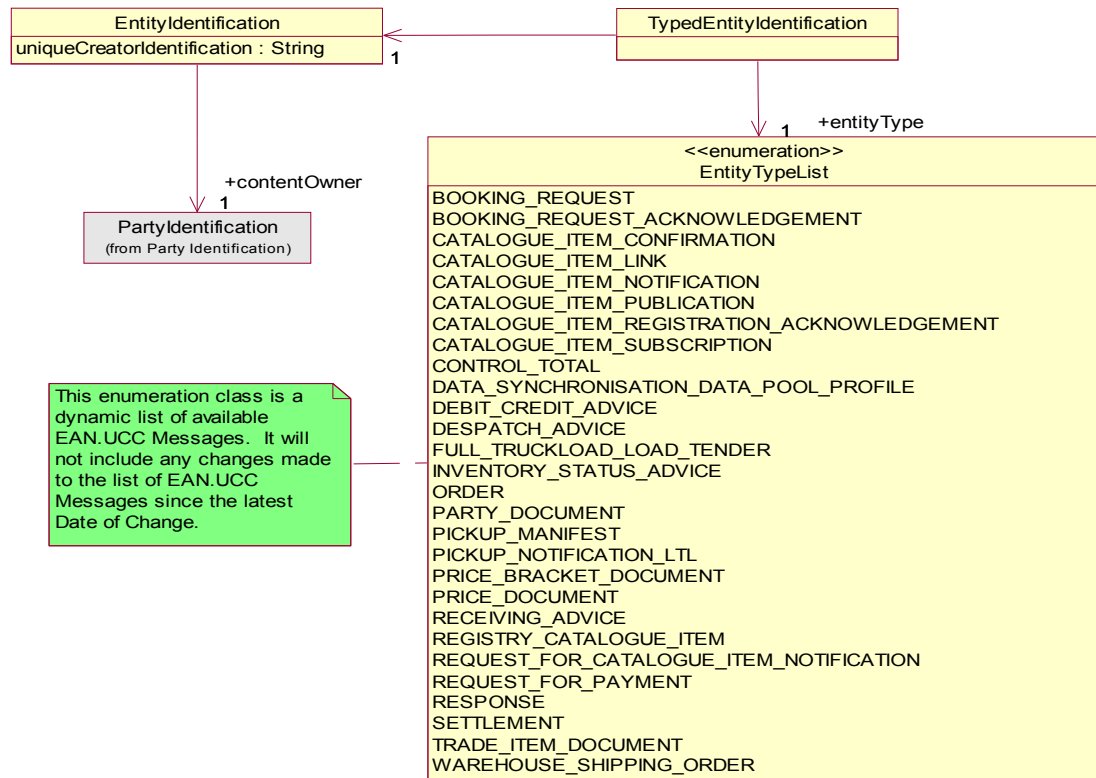 EntityIdentification
uniqueCreatorIdentification : String
TypedEntityIdentification
1
1
+entityType
+contentOwner
1
PartyIdentification
(from Party Identification)
<<enumeration>>
EntityTypeList
BOOKING_REQUEST
BOOKING_REQUEST_ACKNOWLEDGEMENT
CATALOGUE_ITEM_CONFIRMATION
CATALOGUE_ITEM_LINK
CATALOGUE_ITEM_NOTIFICATION
CATALOGUE_ITEM_PUBLICATION
CATALOGUE_ITEM_REGISTRATION_ACKNOWLEDGEMENT
CATALOGUE_ITEM_SUBSCRIPTION
CONTROL_TOTAL
DATA_SYNCHRONISATION_DATA_POOL_PROFILE
DEBIT_CREDIT_ADVICE
DESPATCH_ADVICE
FULL_TRUCKLOAD_LOAD_TENDER
INVENTORY_STATUS_ADVICE
ORDER
PARTY_DOCUMENT
PICKUP_MANIFEST
PICKUP_NOTIFICATION_LTL
PRICE_BRACKET_DOCUMENT
PRICE_DOCUMENT
RECEIVING_ADVICE
REGISTRY_CATALOGUE_ITEM
REQUEST_FOR_CATALOGUE_ITEM_NOTIFICATION
REQUEST_FOR_PAYMENT
RESPONSE
SETTLEMENT
TRADE_ITEM_DOCUMENT
WAREHOUSE_SHIPPING_ORDER
This enumeration class is a
dynamic list of available
EAN.UCC Messages. It will
not include any changes made
to the list of EAN.UCC
Messages since the latest
Date of Change.